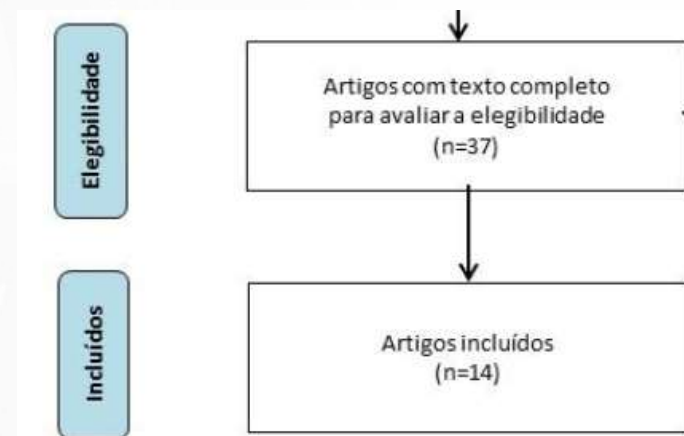 Elegibilidade
Artigos com texto completo
para avaliar a elegibilidade
(n=37)
Incluídos
Artigos incluídos
(n=14)